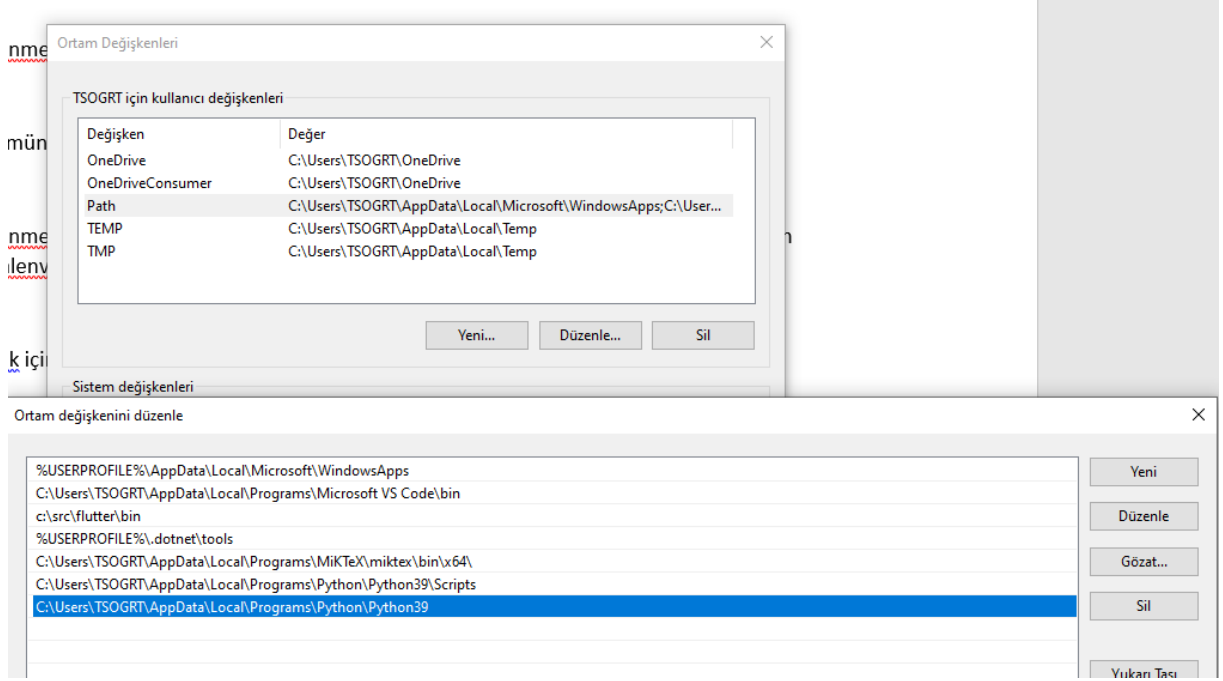 nme
mün
nme
ılenv
k içi
n
Ortam Değişkenleri
TSOGRT için kullanıcı değişkenleri
Değişken Değer
OneDrive C:\Users\TSOGRT\OneDrive
OneDriveConsumer C:\Users\TSOGRT\OneDrive
Path C:\Users\TSOGRT\AppData\Local\Microsoft\WindowsApps;C:\User...
TEMP C:\Users\TSOGRT\AppData\Local\Temp
TMP C:\Users\TSOGRT\AppData\Local\Temp
Yeni... Düzenle... Sil
Sistem değişkenleri
Ortam değişkenini düzenle
%USERPROFILE%\AppData\Local\Microsoft\WindowsApps
C:\Users\TSOGRT\AppData\Local\Programs\Microsoft VS Code\bin
c:\src\flutter\bin
%USERPROFILE%\.dotnet\tools
C:\Users\TSOGRT\AppData\Local\Programs\MiKTeX\miktex\bin\x64\
C:\Users\TSOGRT\AppData\Local\Programs\Python\Python39\Scripts
C:\Users\TSOGRT\AppData\Local\Programs\Python\Python39
Yeni
Düzenle
Gözat...
Sil
Yukarı Taşı